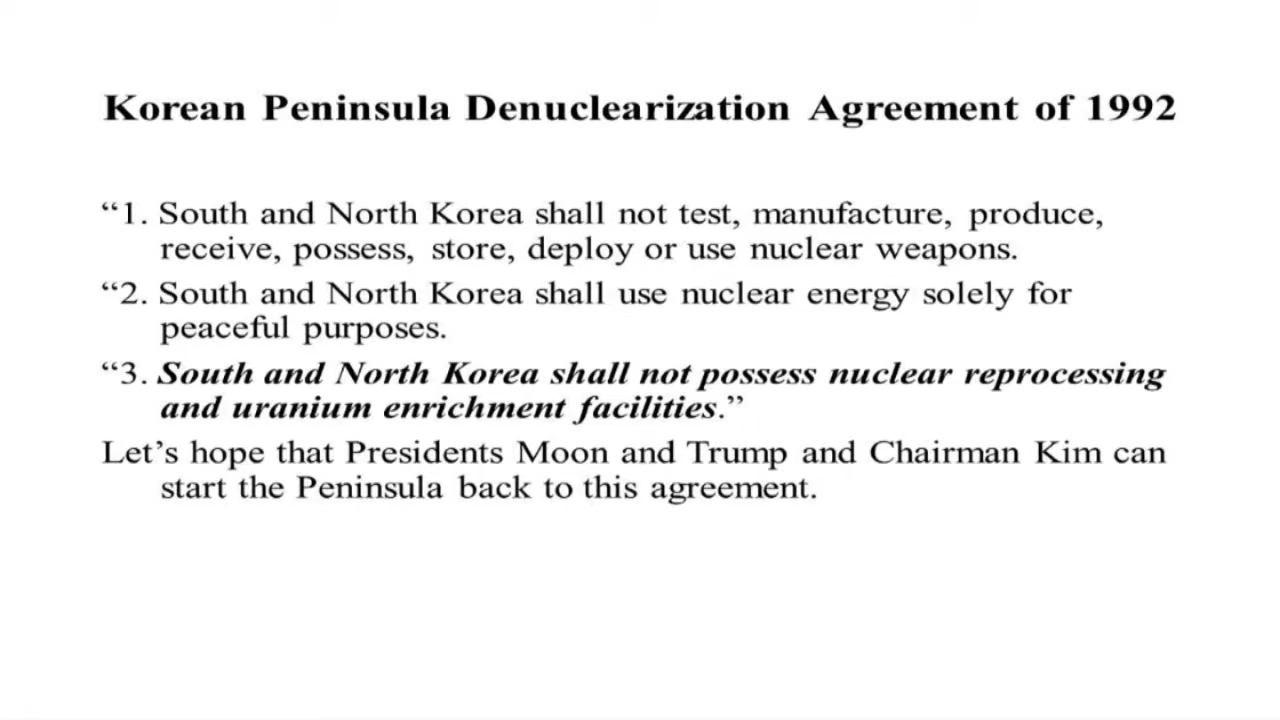 Korean Peninsula Denuclearization Agreement of 1992
“1. South and North Korea shall not test, manufacture, produce,
receive, possess, store, deploy or use nuclear weapons.
“2. South and North Korea shall use nuclear energy solely for
peaceful purposes.
“3. South and North Korea shall not possess nuclear reprocessing
and uranium enrichment facilities.”
Let’s hope that Presidents Moon and Trump and Chairman Kim can
start the Peninsula back to this agreement.